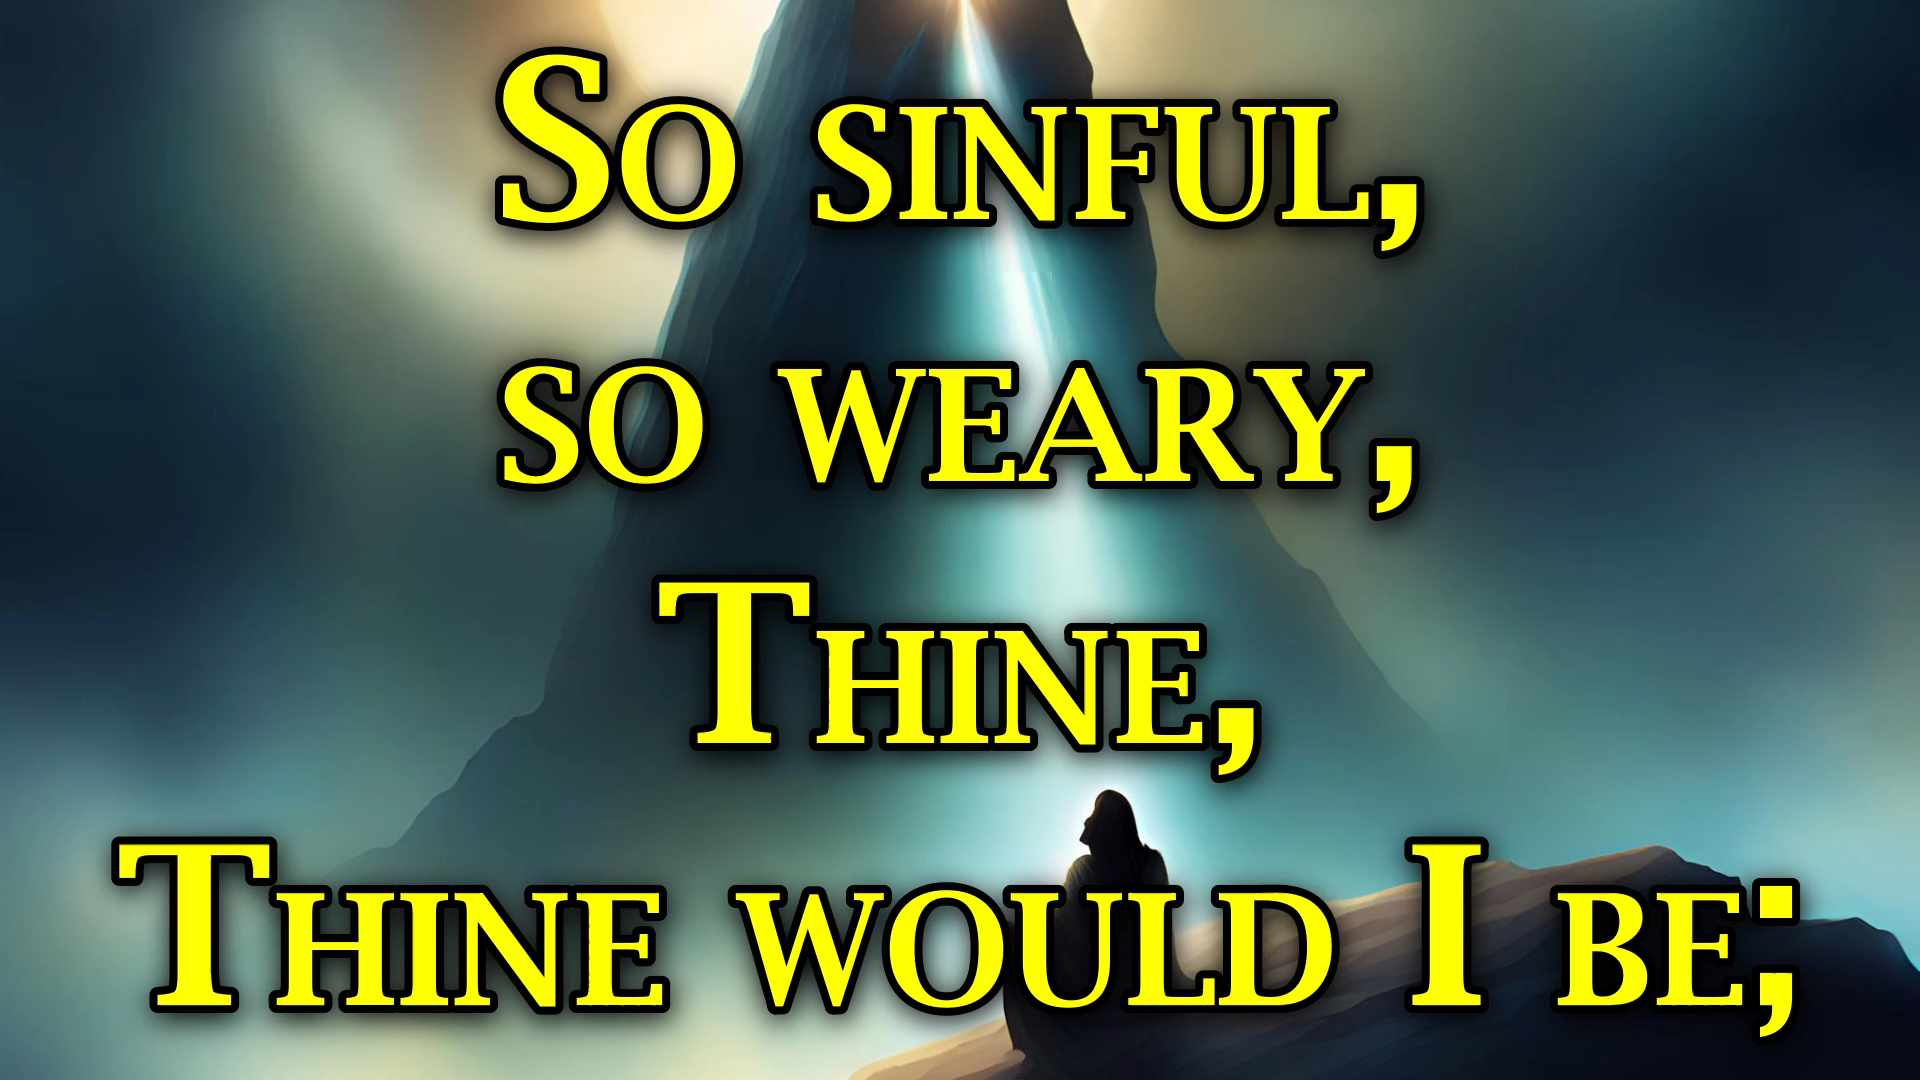 So sinful,
so weary,
Thine,
Thine would I be;